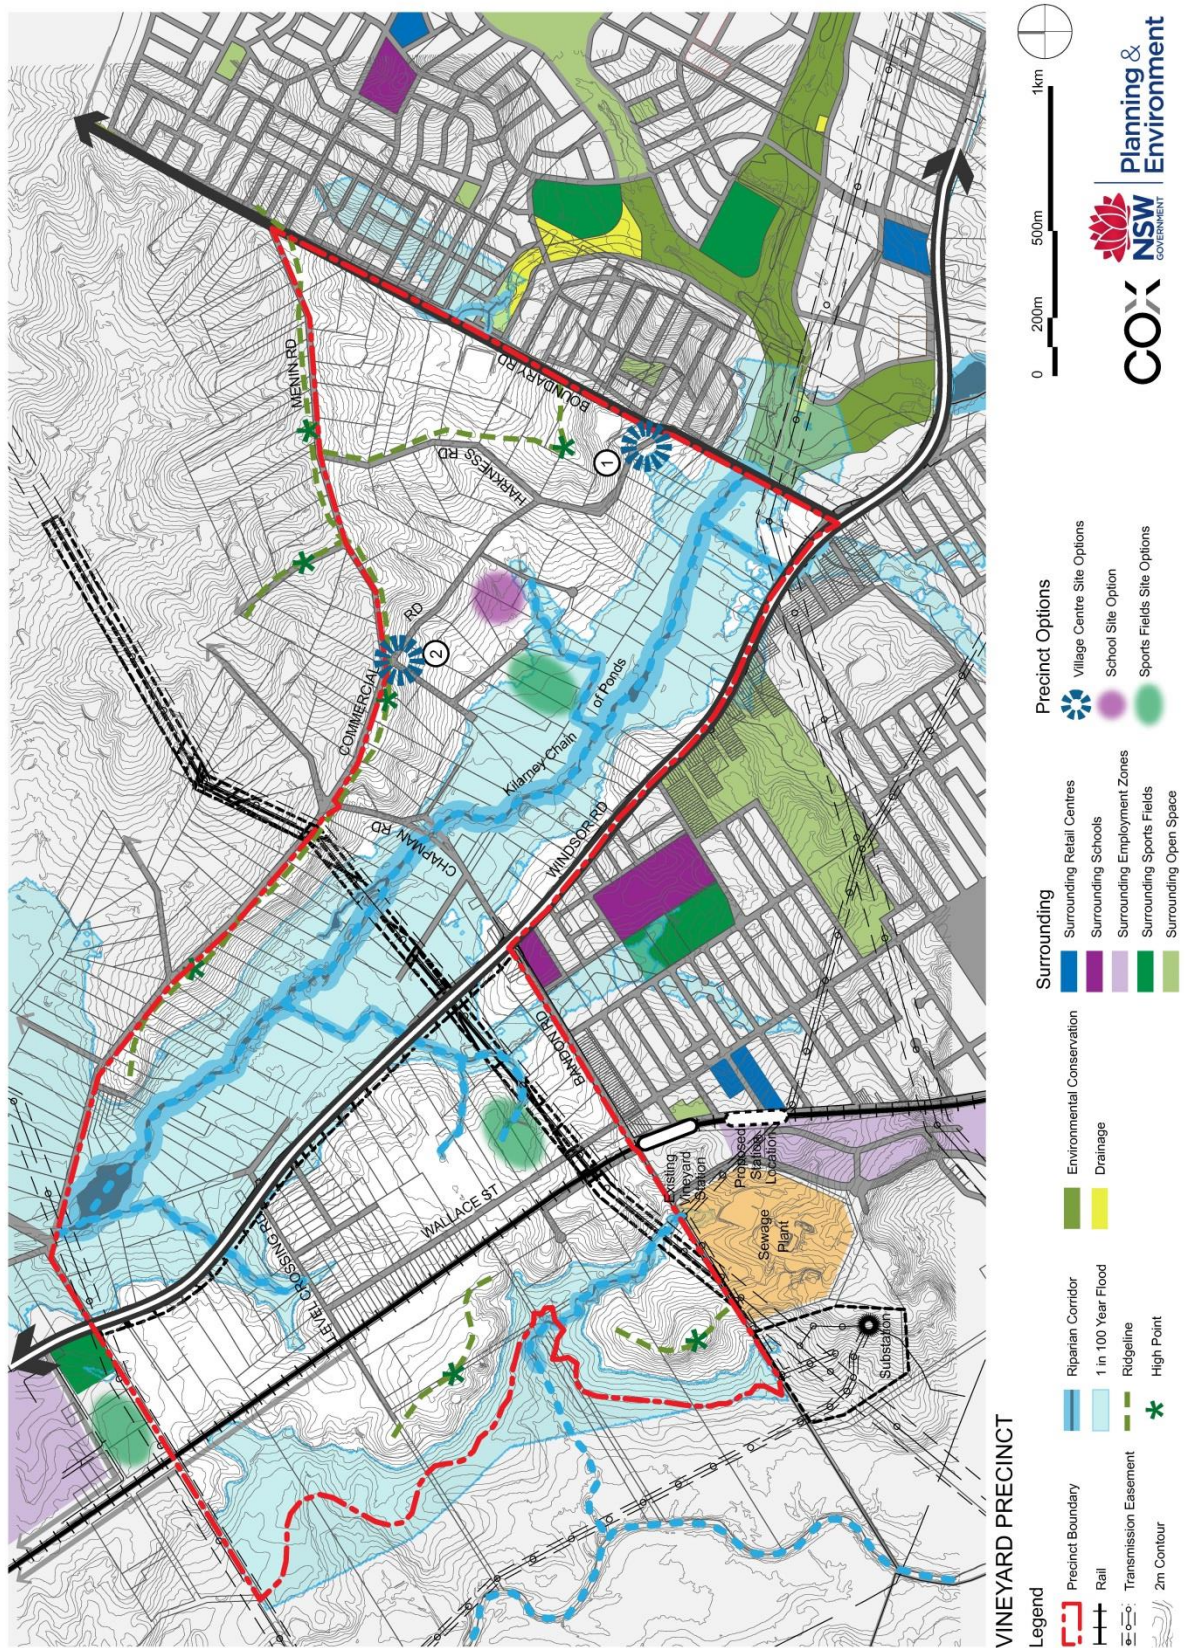 MENIN RD
BOUNDARY RD
HARKNESS RD
1
2
RD
COMMERCIAL
CHAPMAN RD
Kilarney Chain
of Ponds
WINDSOR RD
BANDON RD
WALLACE ST
LEVEL CROSSING RD
Existing
Vineyard
Station
Proposed
Station
Location
Sewage
Plant
Substation
VINEYARD PRECINCT
Legend
Precinct Boundary
Rail
Transmission Easement
2m Contour
Riparian Corridor
1 in 100 Year Flood
Ridgeline
High Point
Environmental Conservation
Drainage
Surrounding
Surrounding Retail Centres
Surrounding Schools
Surrounding Employment Zones
Surrounding Sports Fields
Surrounding Open Space
Precinct Options
Village Centre Site Options
School Site Option
Sports Fields Site Options
0 200m 500m 1km
COX
NSW
GOVERNMENT
Planning &
Environment